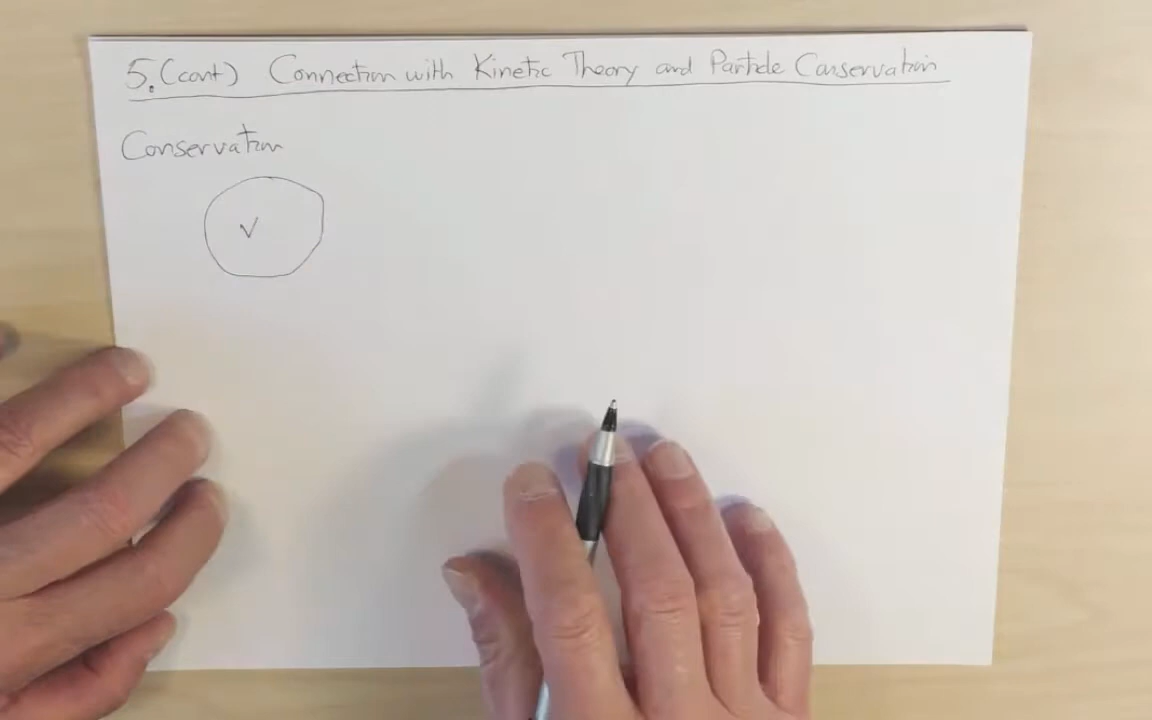 5.(cont) Connection with Kinetic Theory and Particle Conservation
Conservation
V